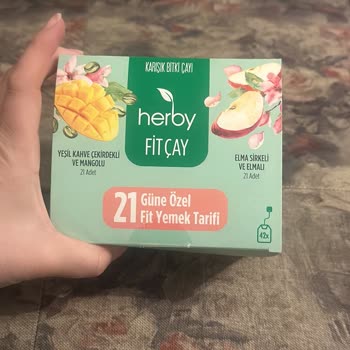 KARIŞIK BİTKİ ÇAYI
herby
FİT ÇAY
YEŞİL KAHVE ÇEKİRDEKLİ
VE MANGOLU
21 Adet
ELMA SİRKELİ
VE ELMALI
21 Adet
21 Güne Özel
Fit Yemek Tarifi
42x